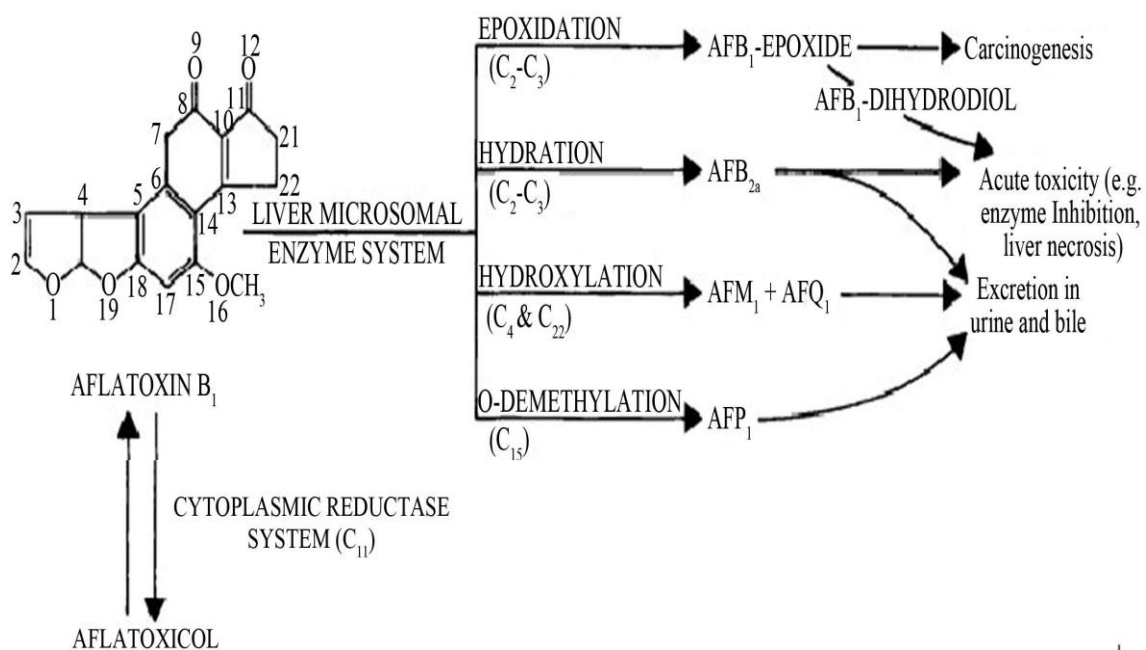 9
12
O
O
8
11
10
7
21
6
22
5
13
4
14
3
2
18
15
OCH3
O
O
17
16
1
19
AFLATOXIN B1
CYTOPLASMIC REDUCTASE
SYSTEM (C11)
AFLATOXICOL
LIVER MICROSOMAL
ENZYME SYSTEM
EPOXIDATION
(C2-C3)
AFB1-EPOXIDE
Carcinogenesis
AFB1-DIHYDRODIOL
HYDRATION
(C2-C3)
AFB2a
Acute toxicity (e.g.
enzyme Inhibition,
liver necrosis)
HYDROXYLATION
(C4 & C22)
AFM1 + AFQ1
Excretion in
urine and bile
O-DEMETHYLATION
(C15)
AFP1